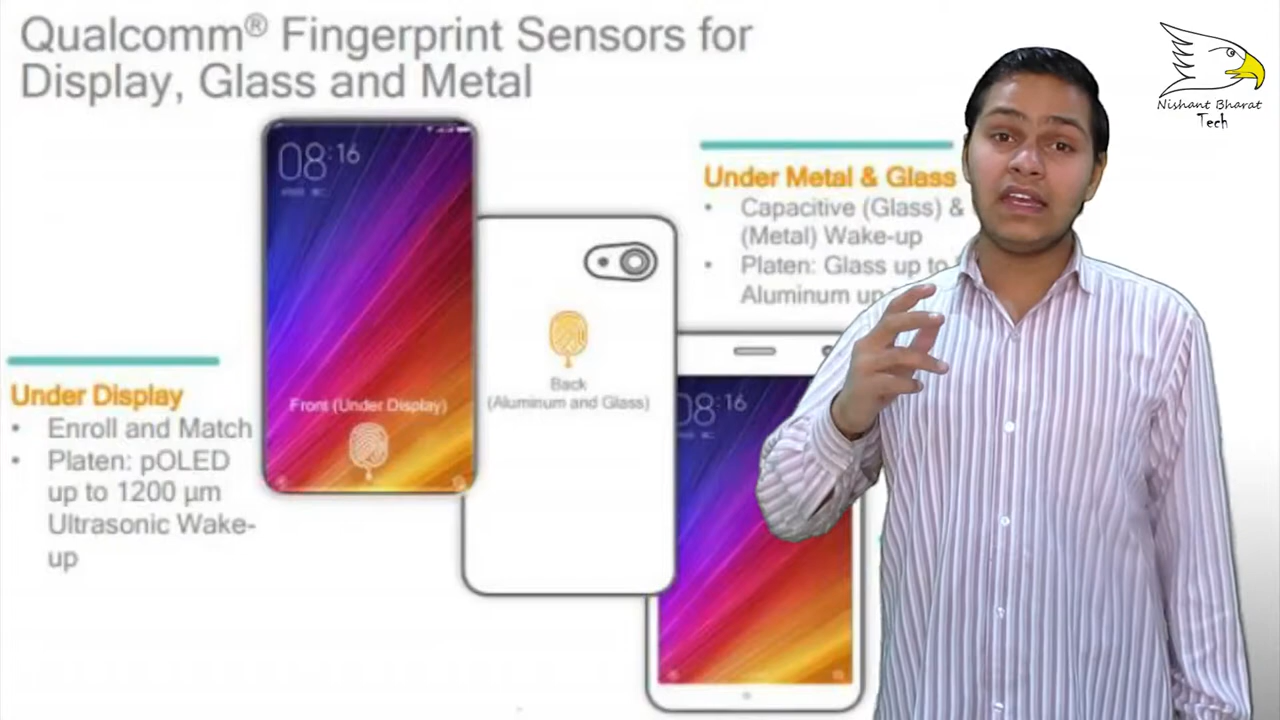 Qualcomm® Fingerprint Sensors for
Display, Glass and Metal
Nishant Bharat
Tech
08:16
Under Metal & Glass
• Capacitive (Glass) &
(Metal) Wake-up
• Platen: Glass up to
Aluminum up
Under Display
• Enroll and Match
• Platen: pOLED
up to 1200 µm
Ultrasonic Wake-
up
Front (Under Display)
Back
(Aluminum and Glass)
08:16